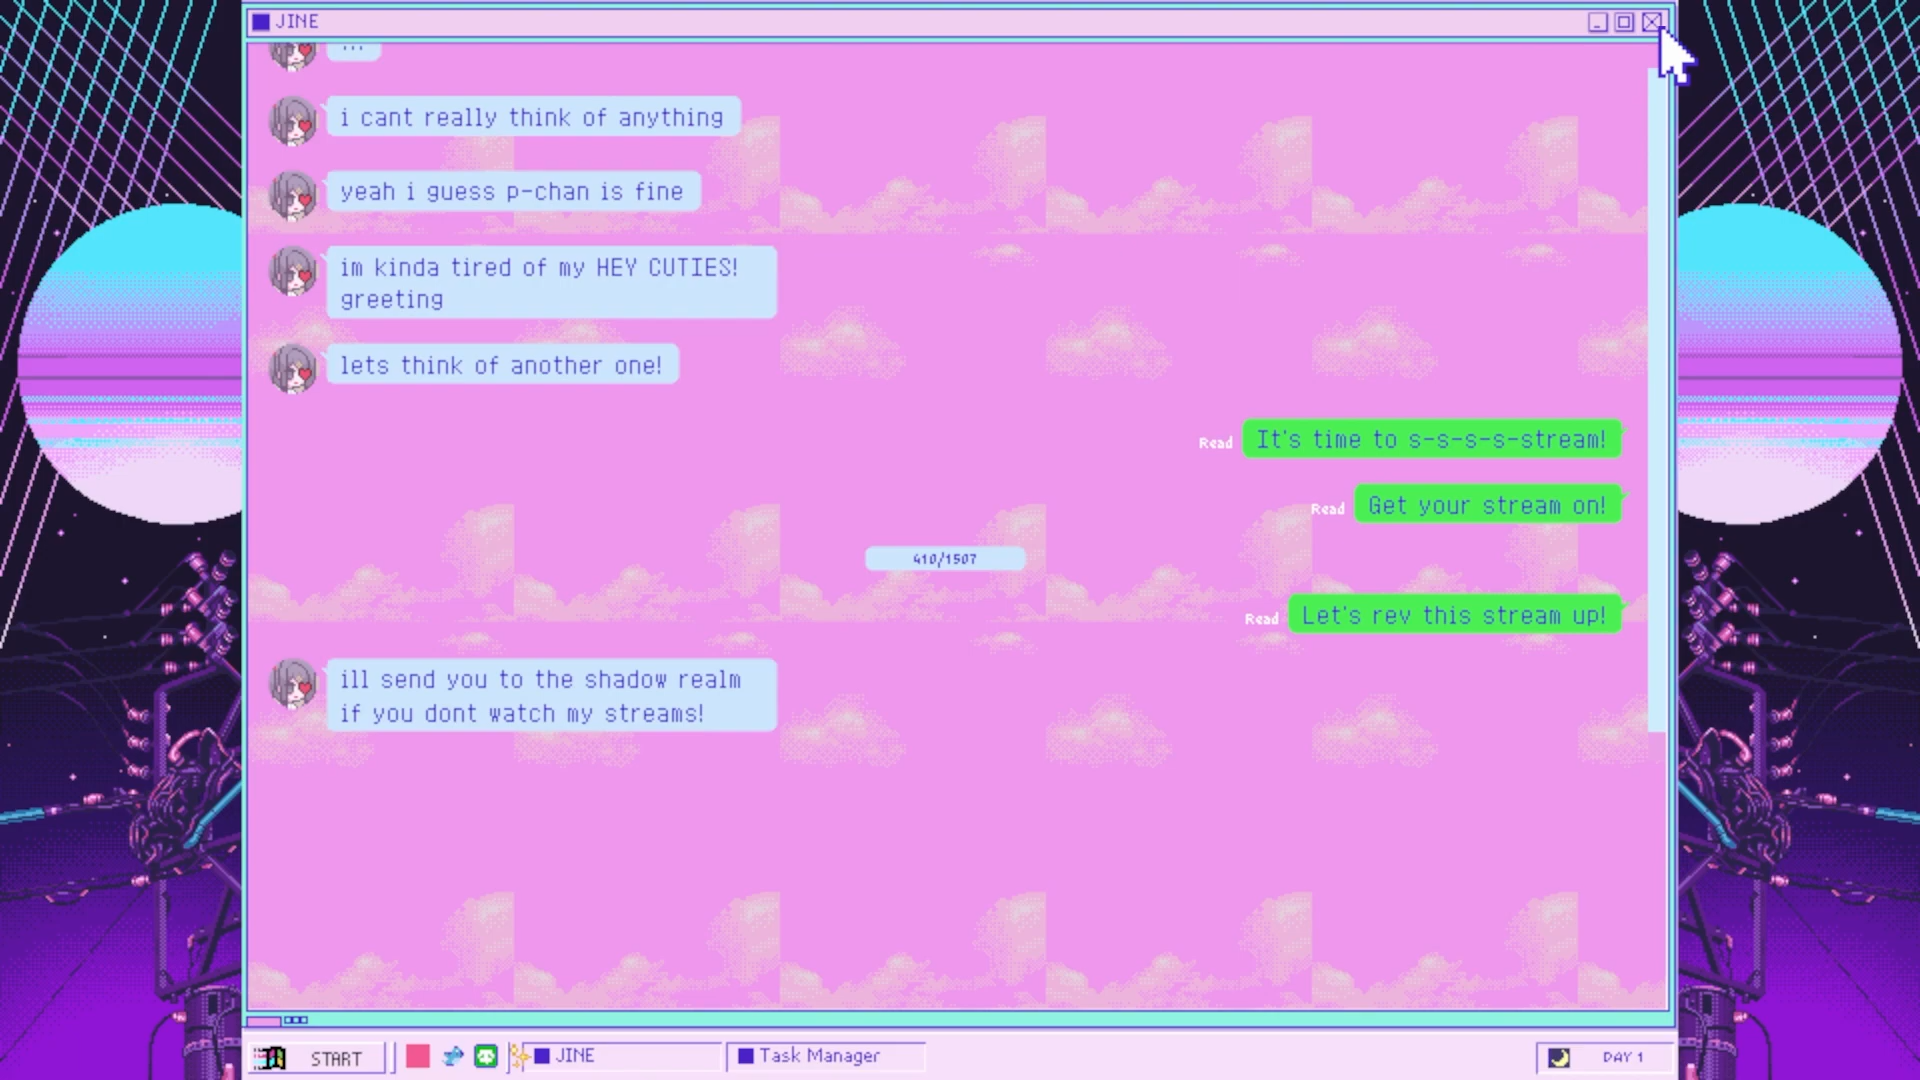 JINE
...
i cant really think of anything
yeah i guess p-chan is fine
im kinda tired of my HEY CUTIES!
greeting
lets think of another one!
Read It's time to s-s-s-s-stream!
Read Get your stream on!
410/1507
Read Let's rev this stream up!
ill send you to the shadow realm
if you dont watch my streams!
START JINE Task Manager DAY 1